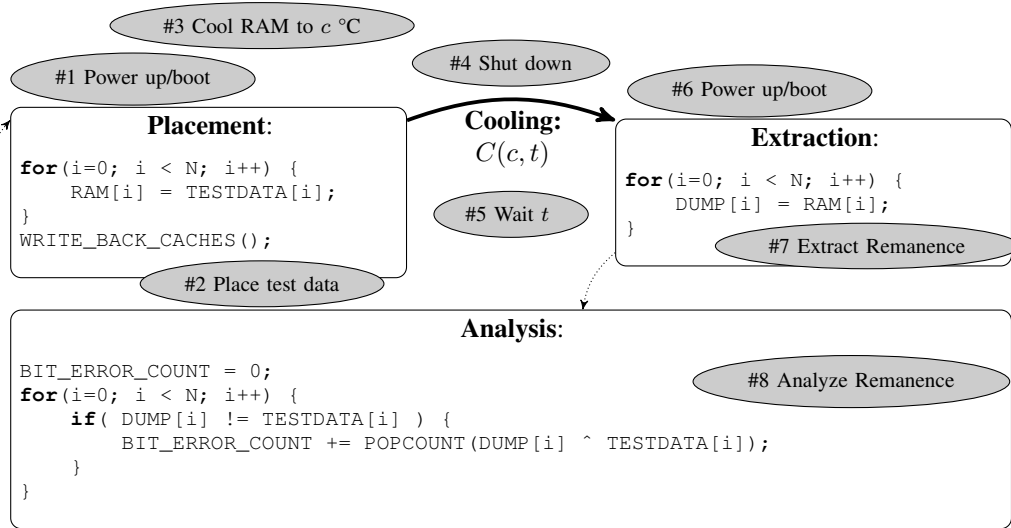 #3 Cool RAM to c °C
#1 Power up/boot
#4 Shut down
#6 Power up/boot
Placement:
for(i=0; i < N; i++) {
    RAM[i] = TESTDATA[i];
}
WRITE_BACK_CACHES();
#2 Place test data
Cooling:
C(c, t)
#5 Wait t
Extraction:
for(i=0; i < N; i++) {
    DUMP[i] = RAM[i];
}
#7 Extract Remanence
Analysis:
BIT_ERROR_COUNT = 0;
for(i=0; i < N; i++) {
    if( DUMP[i] != TESTDATA[i] ) {
        BIT_ERROR_COUNT += POPCOUNT(DUMP[i] ^ TESTDATA[i]);
    }
}
#8 Analyze Remanence